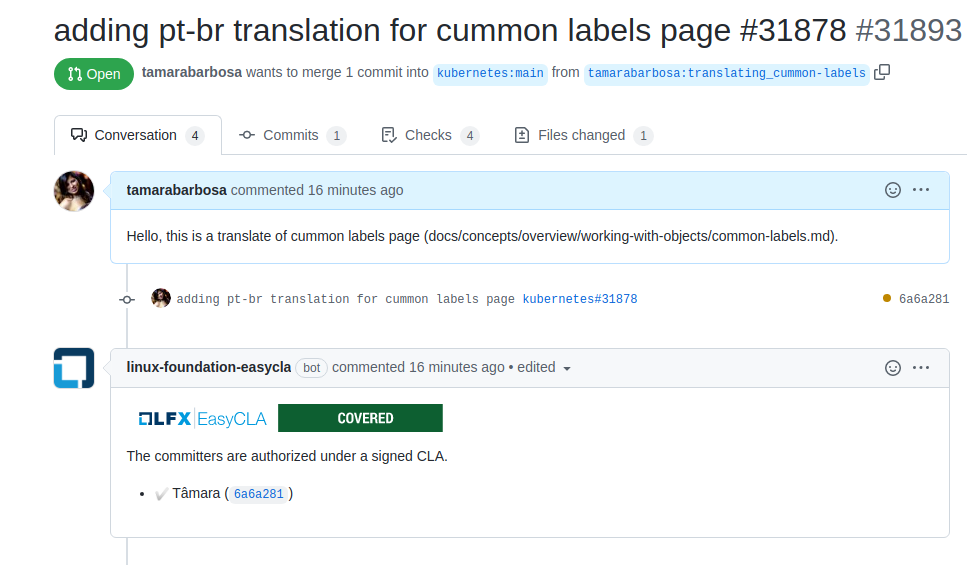 adding pt-br translation for cummon labels page #31878 #31893
Open tamarabarbosa wants to merge 1 commit into kubernetes:main from tamarabarbosa:translating_cummon-labels
Conversation 4 Commits 1 Checks 4 Files changed 1
tamarabarbosa commented 16 minutes ago
Hello, this is a translate of cummon labels page (docs/concepts/overview/working-with-objects/common-labels.md).
adding pt-br translation for cummon labels page kubernetes#31878 6a6a281
linux-foundation-easycla bot commented 16 minutes ago • edited
LFX EasyCLA COVERED
The committers are authorized under a signed CLA.
• ✔ Tâmara ( 6a6a281 )